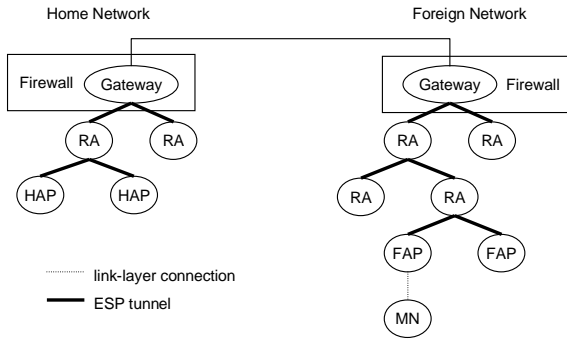 Home Network
Foreign Network
Firewall
Gateway
Gateway
Firewall
RA
RA
RA
RA
HAP
HAP
RA
RA
FAP
FAP
link-layer connection
ESP tunnel
MN